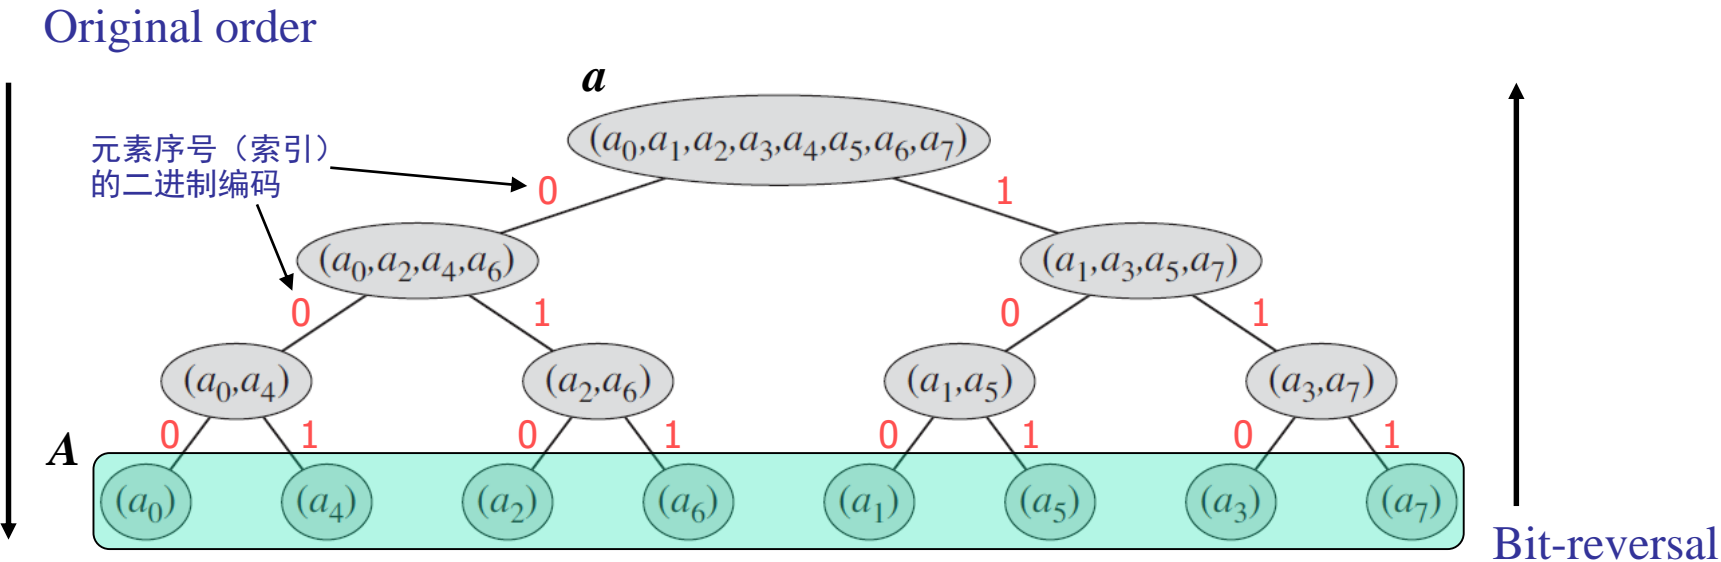 Original order
a
(a0,a1,a2,a3,a4,a5,a6,a7)
元素序号（索引）
的二进制编码
0 1
(a0,a2,a4,a6) (a1,a3,a5,a7)
0 1 0 1
(a0,a4) (a2,a6) (a1,a5) (a3,a7)
0 1 0 1 0 1 0 1
A
(a0) (a4) (a2) (a6) (a1) (a5) (a3) (a7)
Bit-reversal